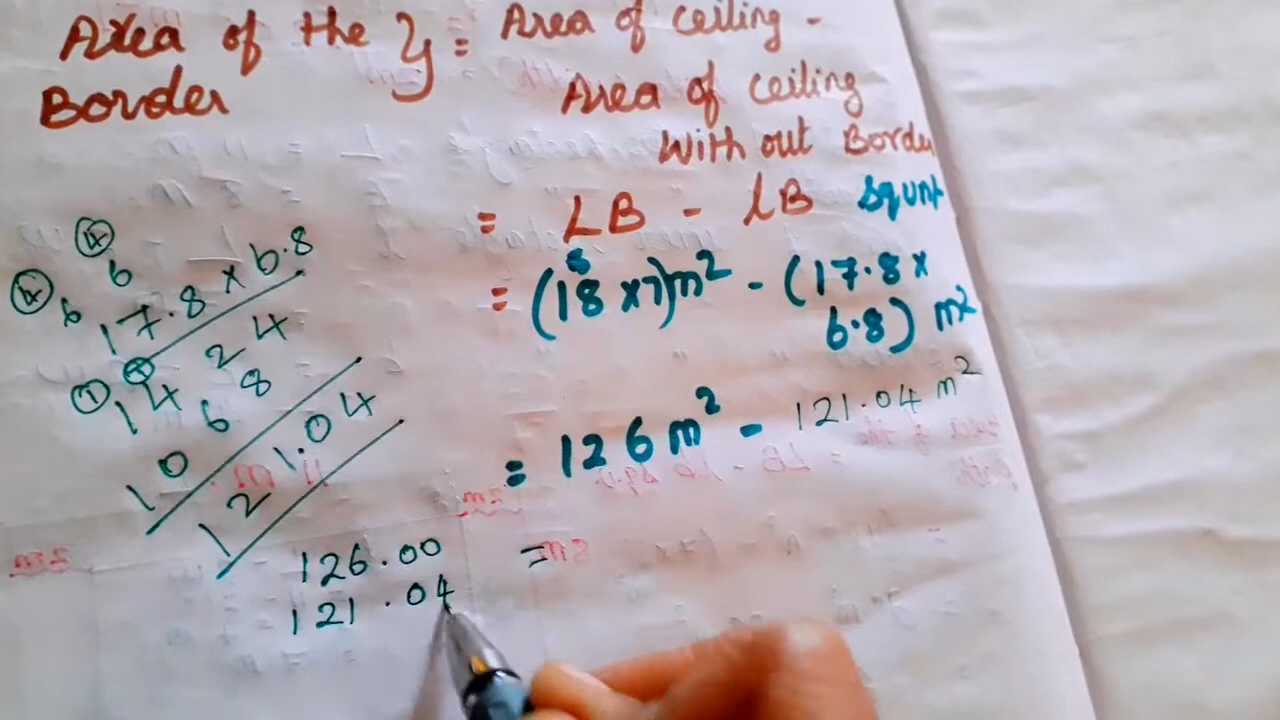 Area of the } = Area of ceiling -
Border Area of ceiling
With out Border
= LB - lB Squnt
= (18 x 7)m² - (17.8 x
6.8) m²
= 126 m² - 121.04 m²
=
4
4 6
6
17.8 x 6.8
1 4
1 4 2 4
1 0 6 8
1 2 1.0 4
126.00
121.04